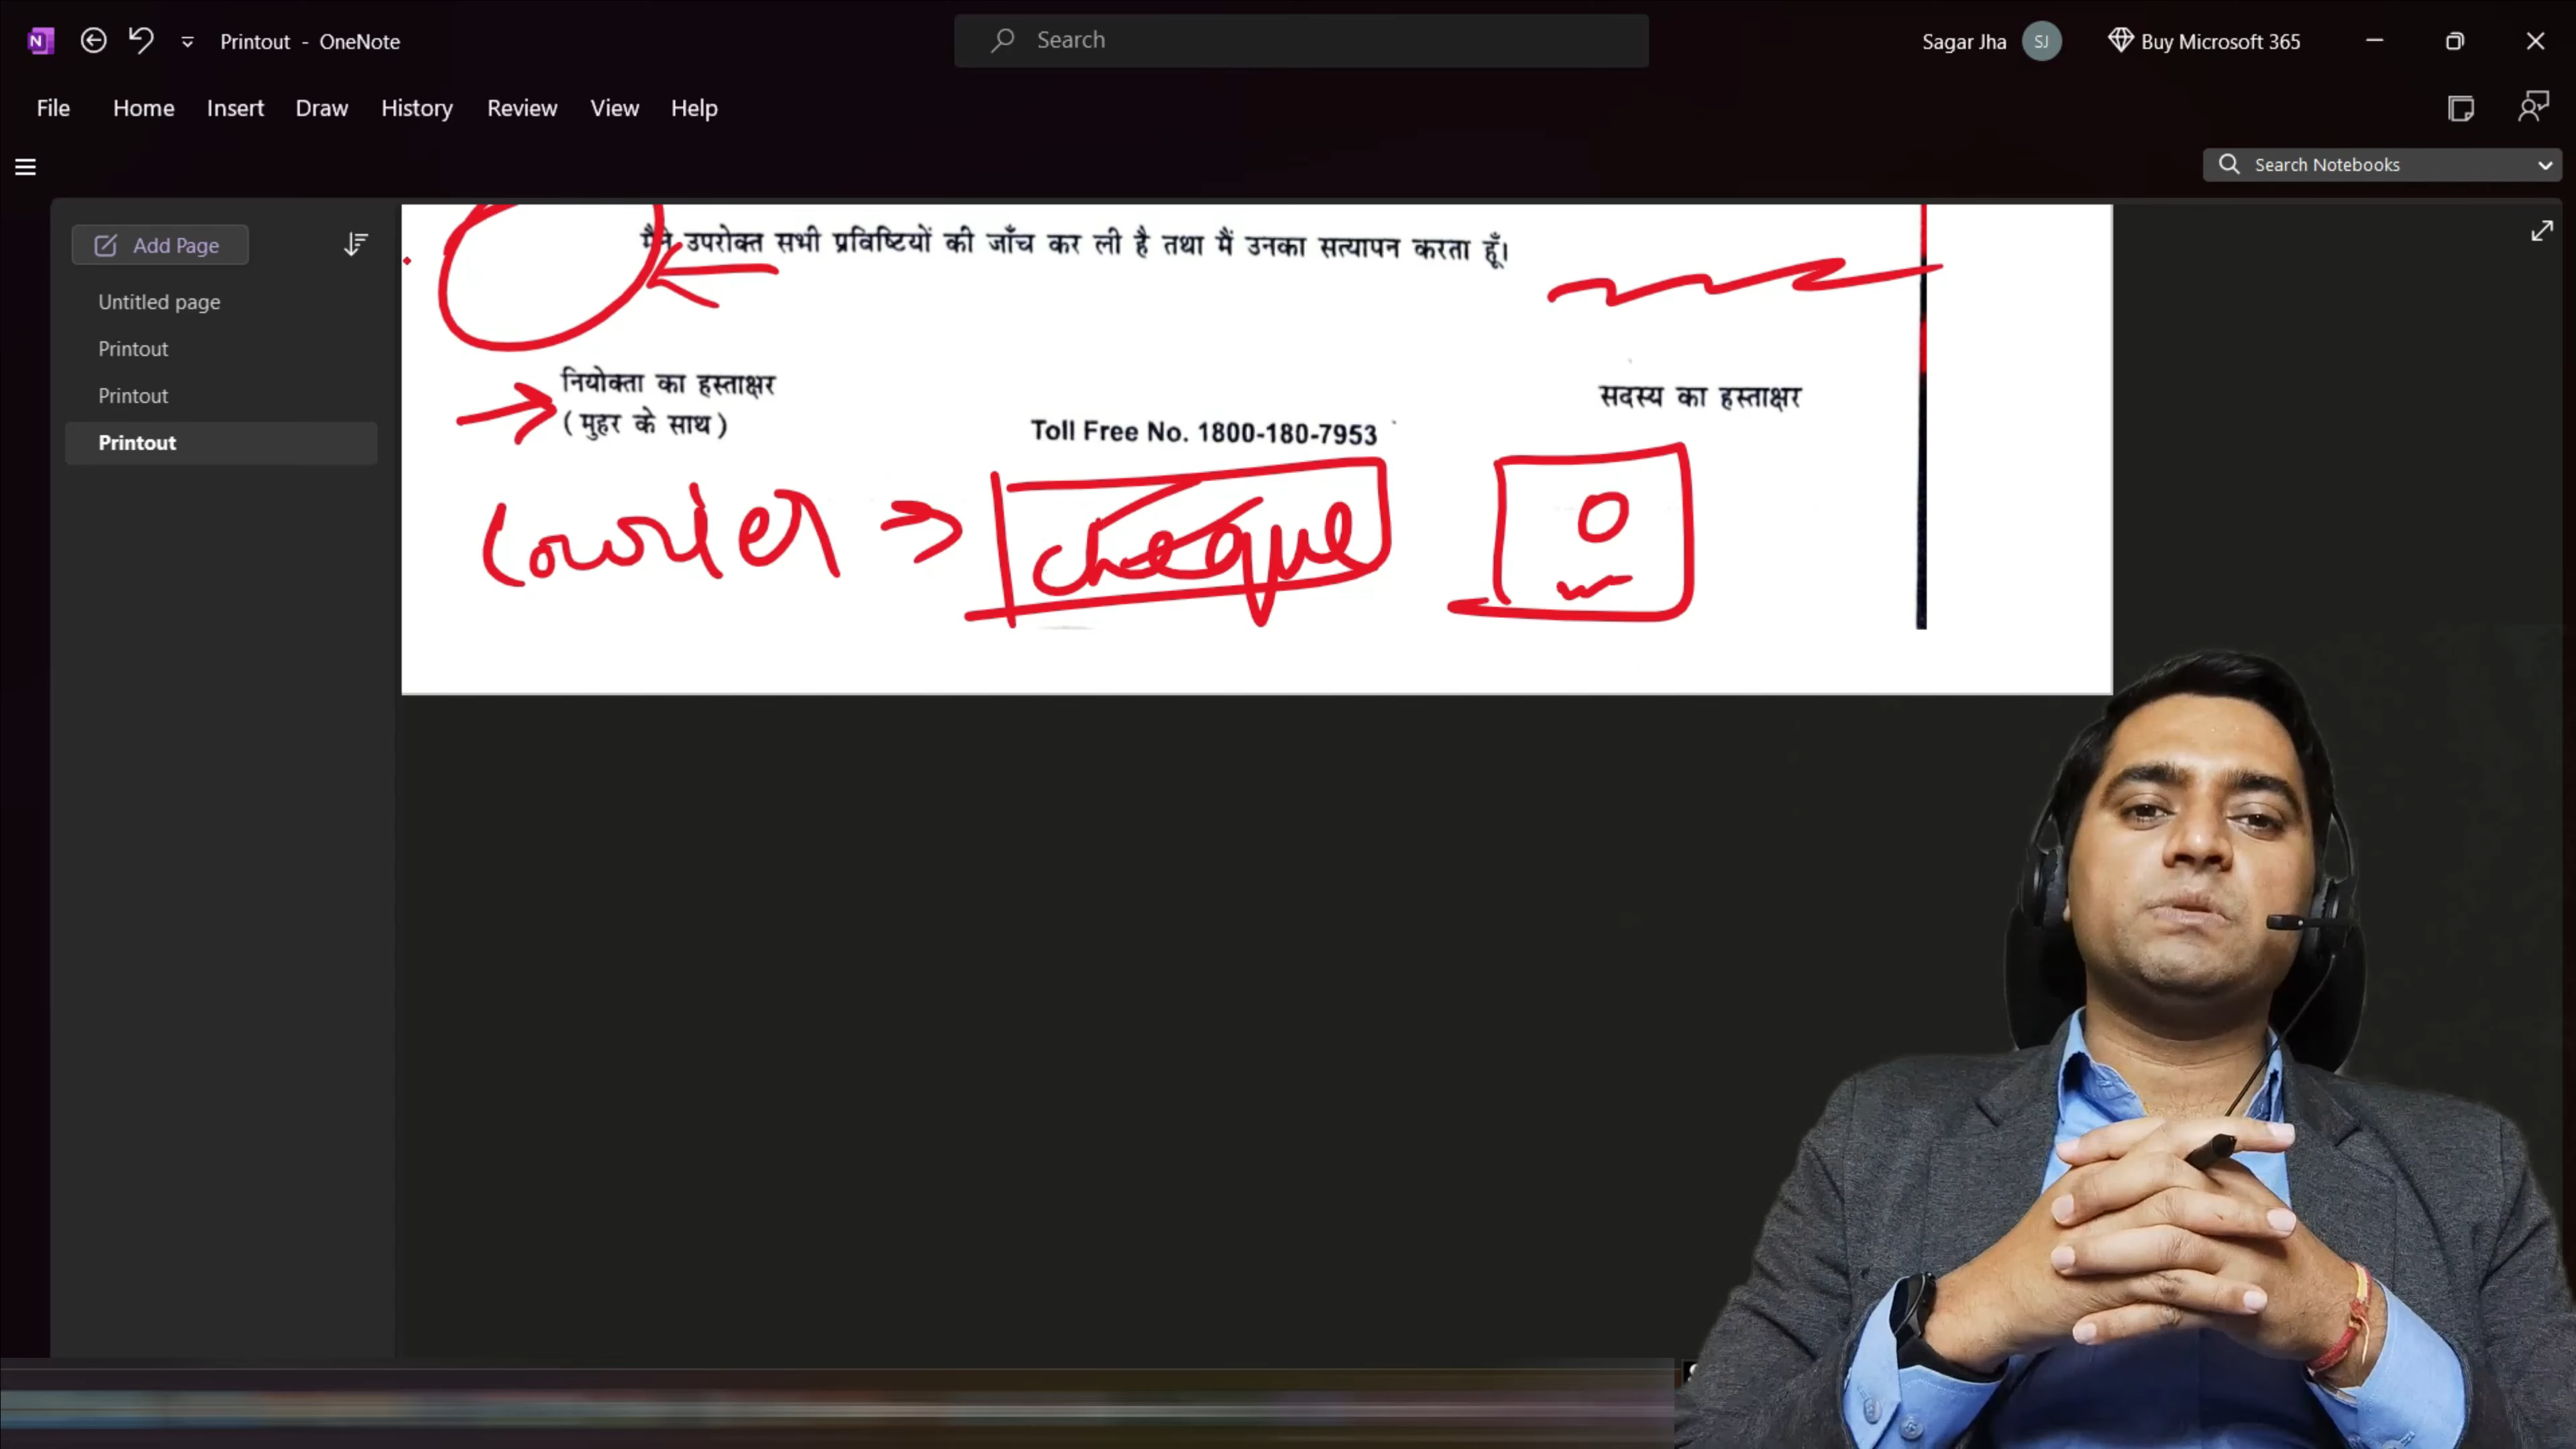 Printout - OneNote
Search
Sagar Jha
SJ
Buy Microsoft 365
File Home Insert Draw History Review View Help
Search Notebooks
Add Page
Untitled page
Printout
Printout
Printout
मैंने उपरोक्त सभी प्रविष्टियों की जाँच कर ली है तथा मैं उनका सत्यापन करता हूँ।
नियोक्ता का हस्ताक्षर
(मुहर के साथ)
सदस्य का हस्ताक्षर
Toll Free No. 1800-180-7953
Courier
cheque